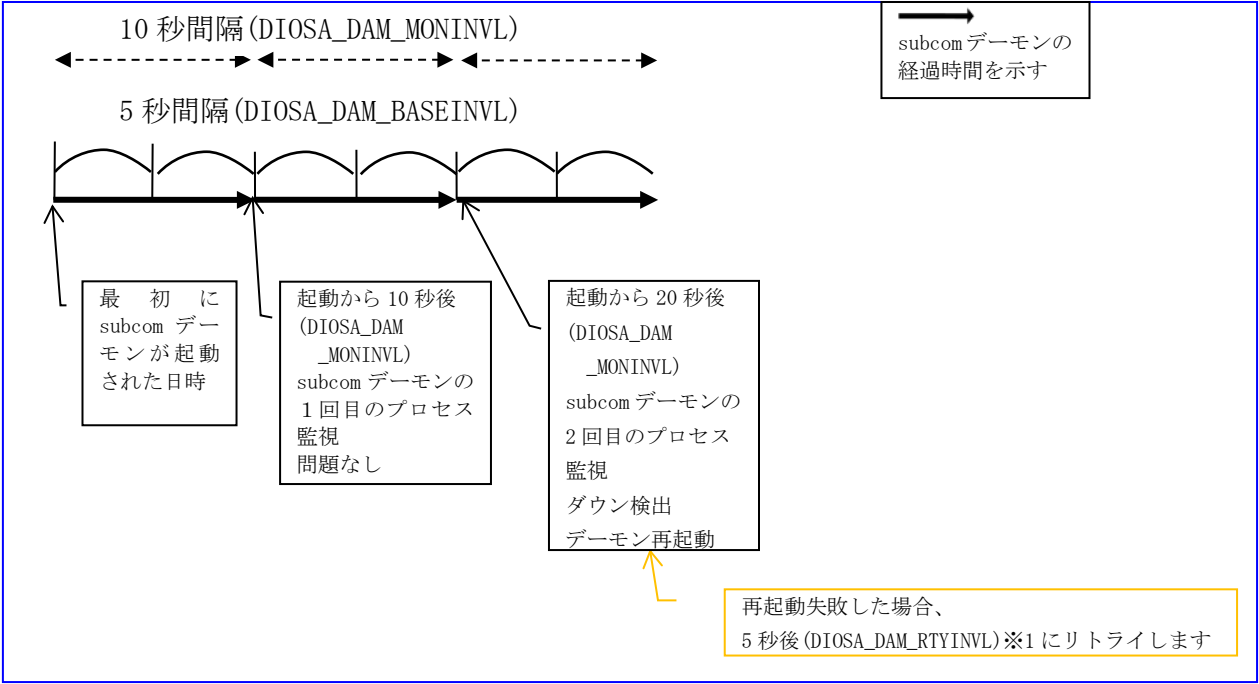 10 秒間隔(DIOSA_DAM_MONINVL)
subcom デーモンの
経過時間を示す
5 秒間隔(DIOSA_DAM_BASEINVL)
最初に
subcom デー
モンが起動
された日時
起動から 10 秒後
(DIOSA_DAM
_MONINVL)
subcom デーモンの
１回目のプロセス
監視
問題なし
起動から 20 秒後
(DIOSA_DAM
_MONINVL)
subcom デーモンの
2 回目のプロセス
監視
ダウン検出
デーモン再起動
再起動失敗した場合、
5 秒後(DIOSA_DAM_RTYINVL)※1 にリトライします